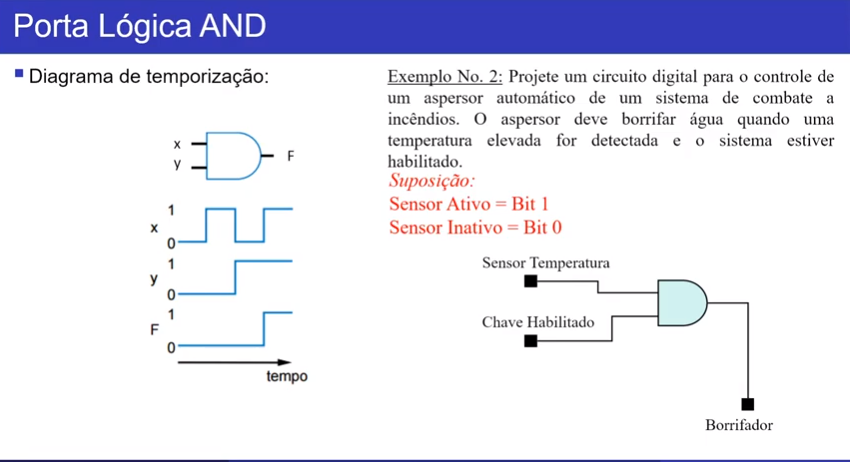 Porta Lógica AND
Diagrama de temporização:
x
y
F
x
1
0
y
1
0
F
1
0
tempo
Exemplo No. 2: Projete um circuito digital para o controle de
um aspersor automático de um sistema de combate a
incêndios. O aspersor deve borrifar água quando uma
temperatura elevada for detectada e o sistema estiver
habilitado.
Suposição:
Sensor Ativo = Bit 1
Sensor Inativo = Bit 0
Sensor Temperatura
Chave Habilitado
Borrifador